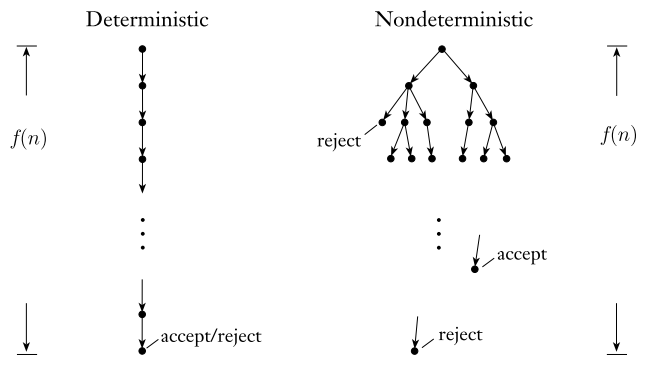 Deterministic
Nondeterministic
f(n)
reject
f(n)
accept
accept/reject
reject